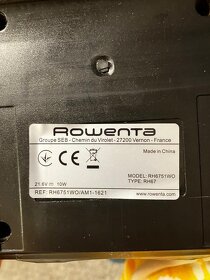 Rowenta
Groupe SEB - Chemin du Virolet - 27200 Vernon - France
Made in China
CE
MODEL: RH6751WO
TYPE: RH67
21.6V 10W
REF: RH6751WO/AM1-1621
www.rowenta.com